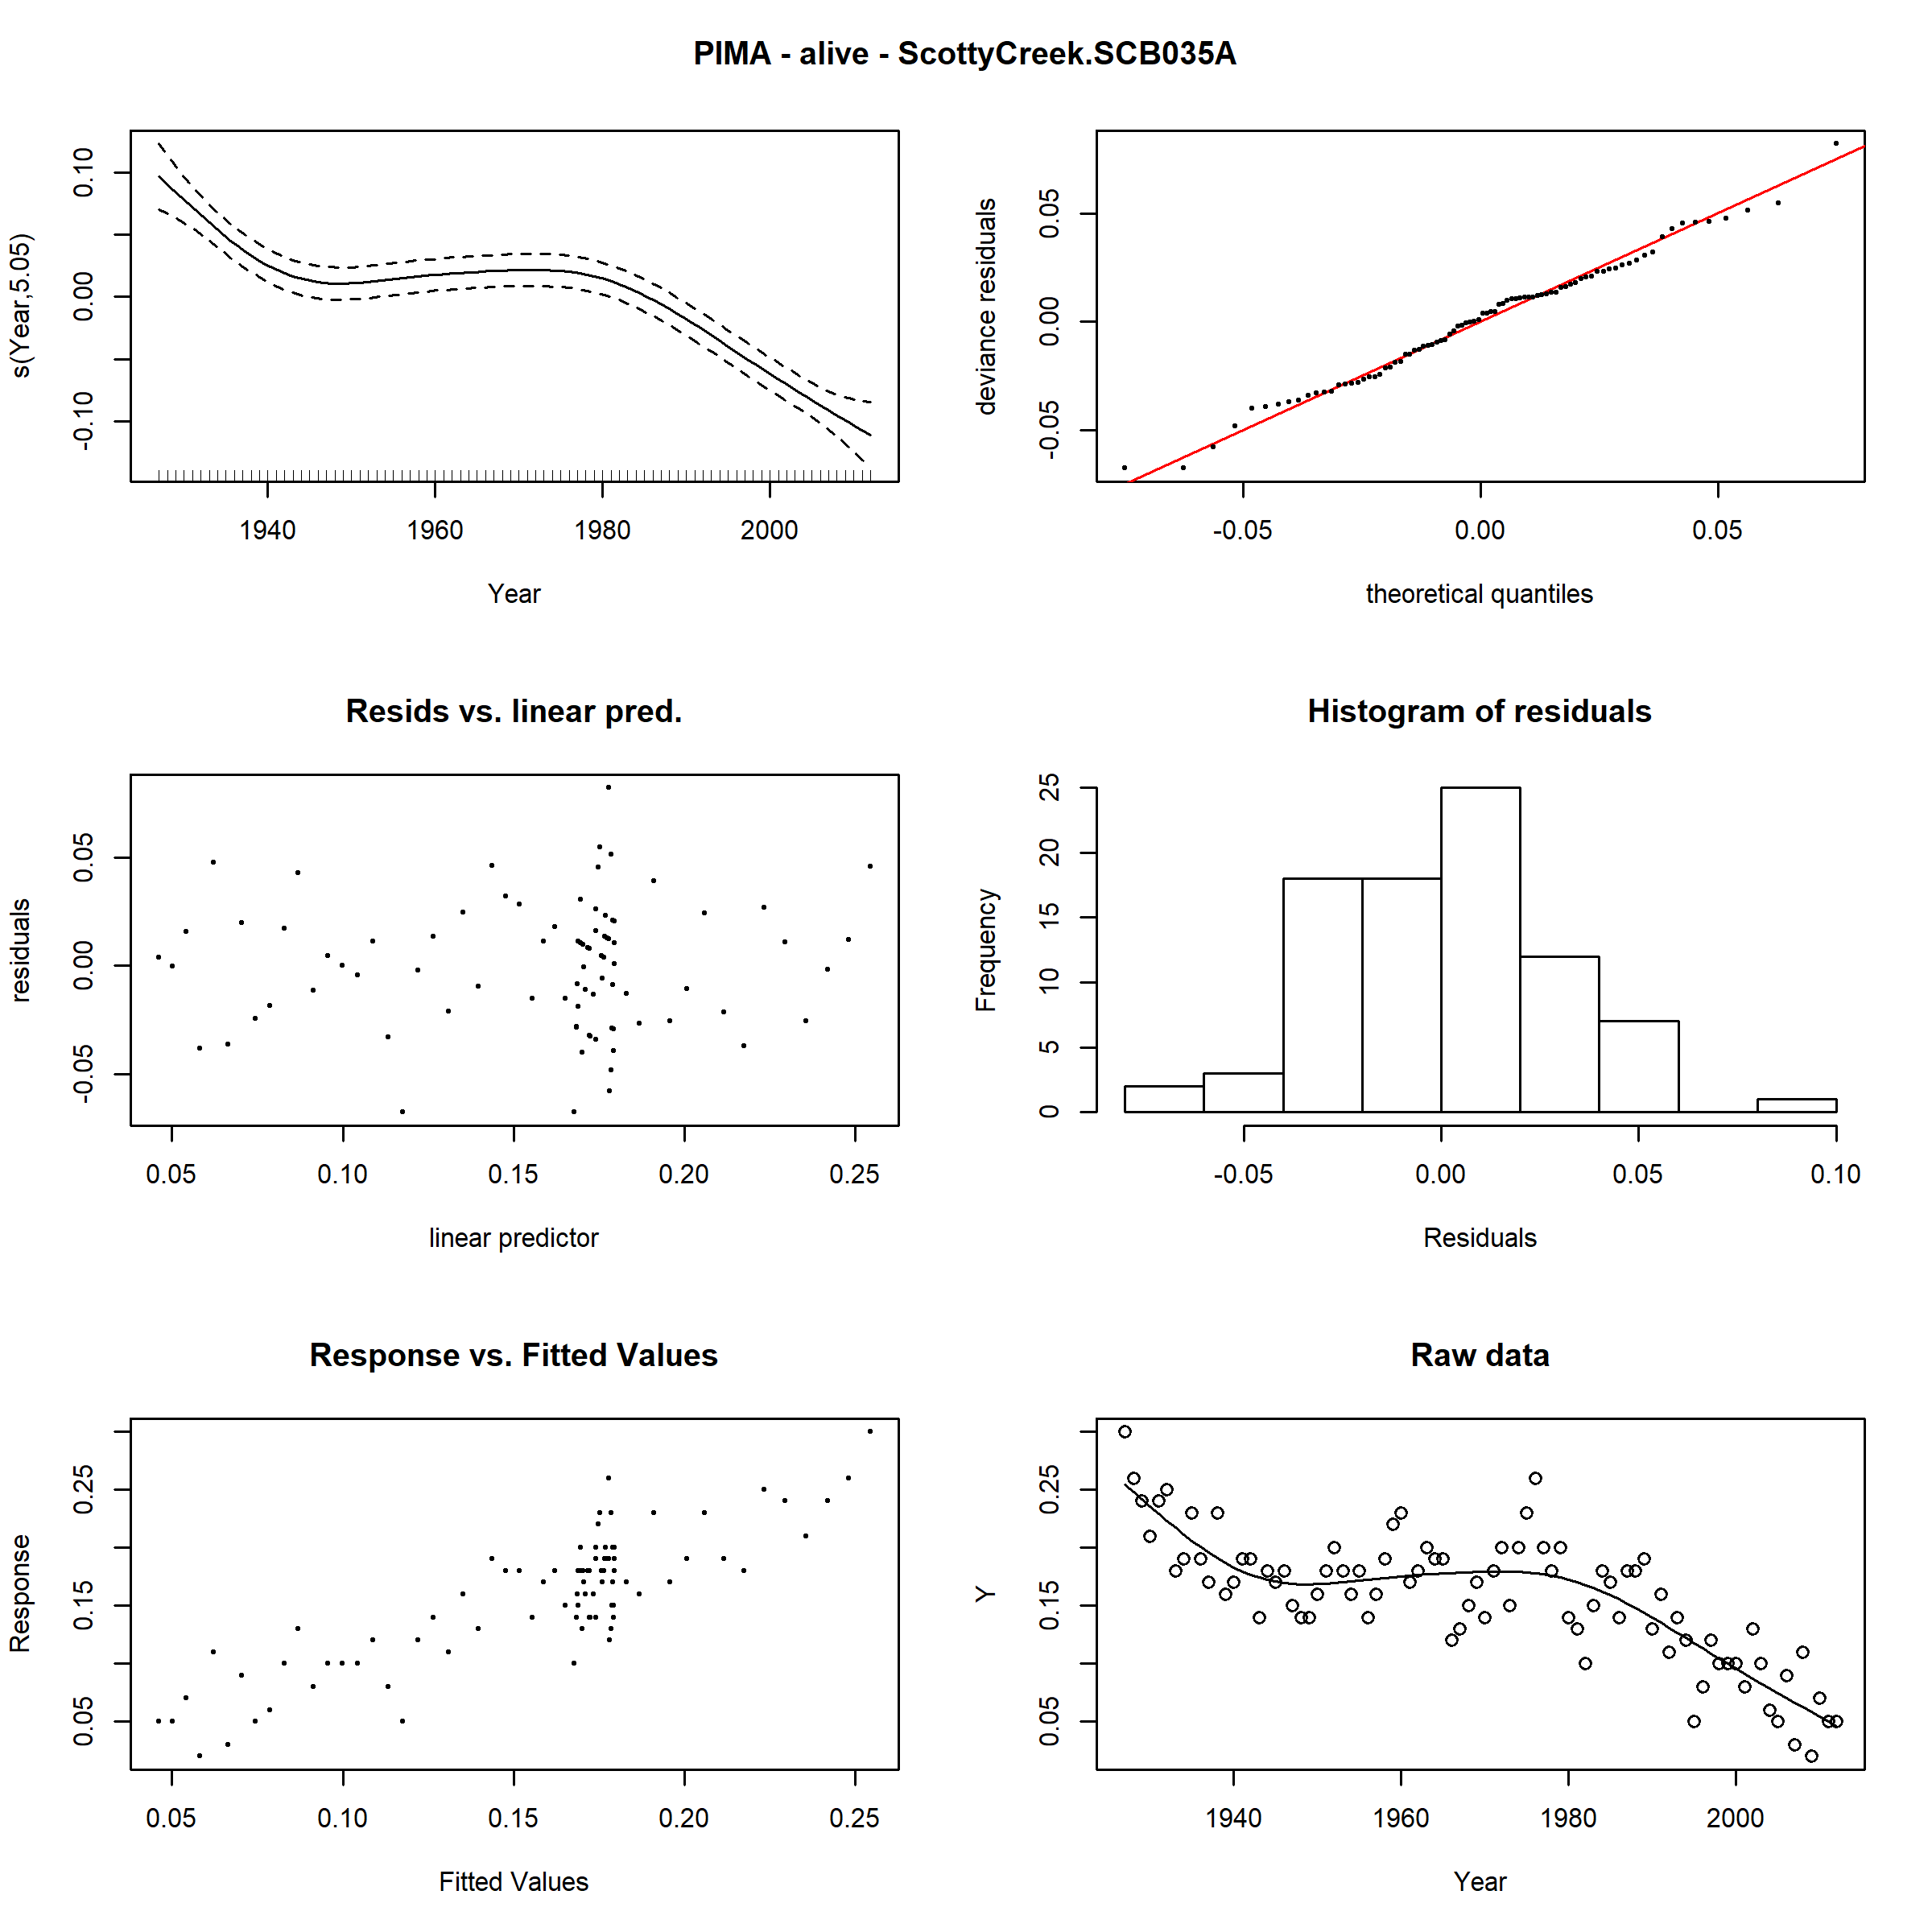 PIMA - alive - ScottyCreek.SCB035A
s(Year,5.05)
0.10
0.00
-0.10
1940 1960 1980 2000
Year
deviance residuals
0.05
0.00
-0.05
-0.05 0.00 0.05
theoretical quantiles
Resids vs. linear pred.
residuals
0.05
0.00
-0.05
0.05 0.10 0.15 0.20 0.25
linear predictor
Histogram of residuals
Frequency
25
20
15
10
5
0
-0.05 0.00 0.05 0.10
Residuals
Response vs. Fitted Values
Response
0.25
0.15
0.05
0.05 0.10 0.15 0.20 0.25
Fitted Values
Raw data
Y
0.25
0.15
0.05
1940 1960 1980 2000
Year